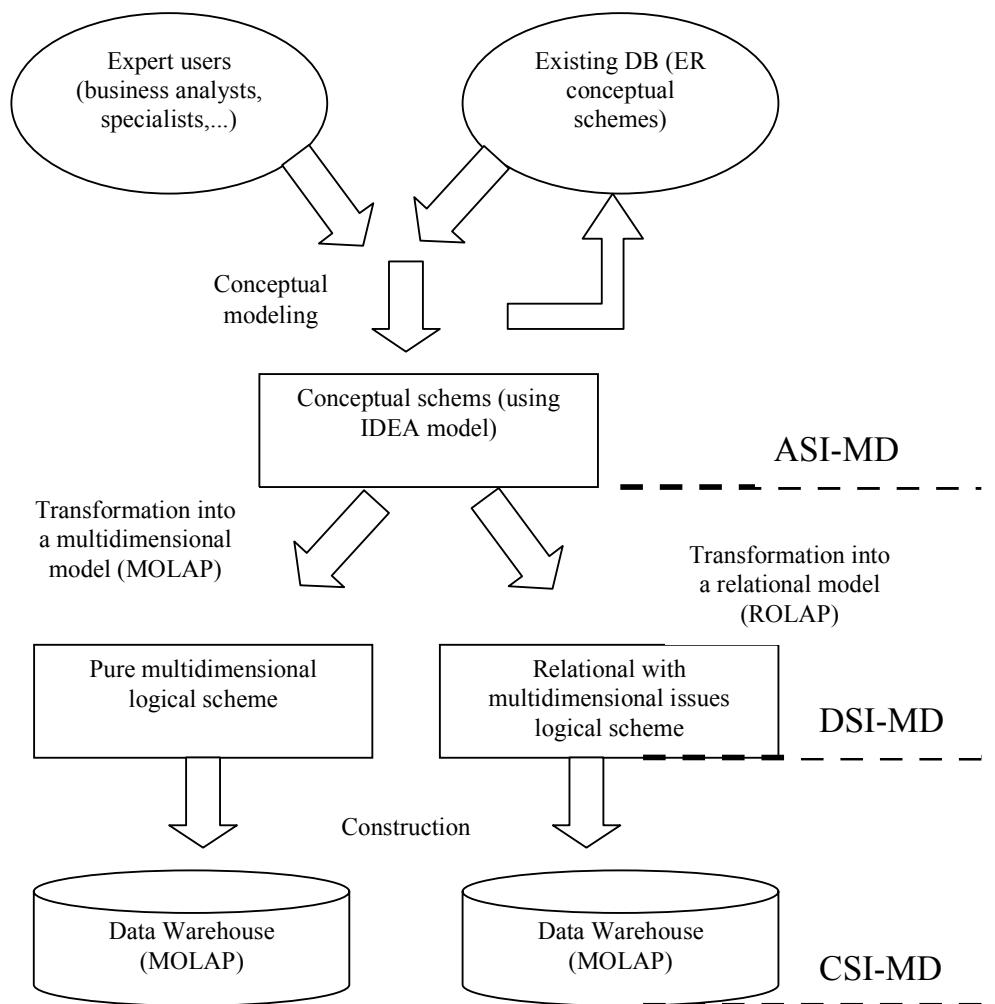 Expert users
(business analysts,
specialists,...)
Existing DB (ER
conceptual
schemes)
Conceptual
modeling
Conceptual schems (using
IDEA model)
ASI-MD
Transformation into
a multidimensional
model (MOLAP)
Transformation into
a relational model
(ROLAP)
Pure multidimensional
logical scheme
Relational with
multidimensional issues
logical scheme
DSI-MD
Construction
Data Warehouse
(MOLAP)
Data Warehouse
(MOLAP)
CSI-MD